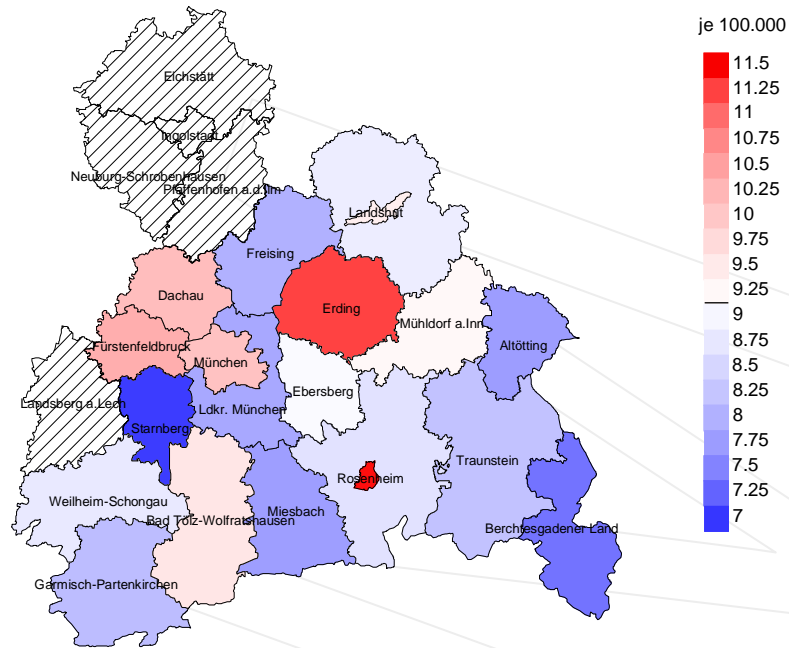 je 100.000
11.5
11.25
11
10.75
10.5
10.25
10
9.75
9.5
9.25
9
8.75
8.5
8.25
8
7.75
7.5
7.25
7
Eichstätt
Ingolstadt
Neuburg-Schrobenhausen
Pfaffenhofen a.d.Ilm
Landshut
Freising
Dachau
Erding
Mühldorf a.Inn
Fürstenfeldbruck
München
Altötting
Ebersberg
Landsberg a.Lech
Ldkr. München
Starnberg
Traunstein
Rosenheim
Weilheim-Schongau
Miesbach
Bad Tölz-Wolfratshausen
Berchtesgadener Land
Garmisch-Partenkirchen